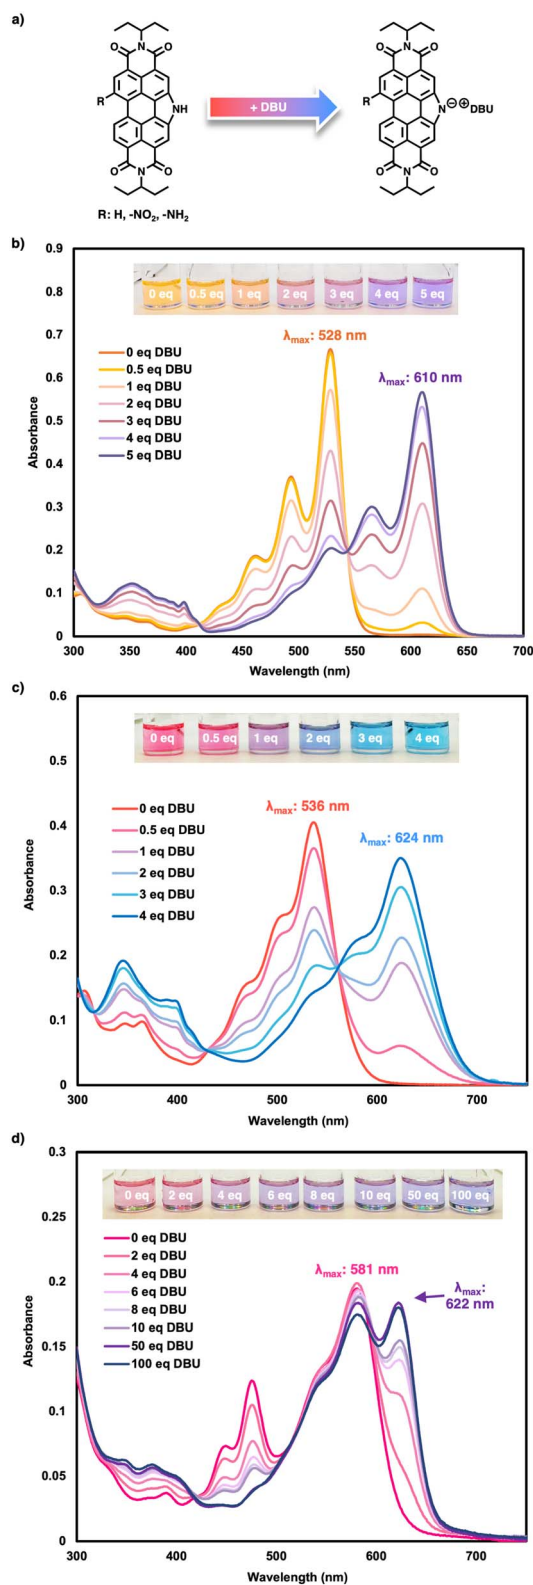 a)
O N O
R
NH
O N O
+ DBU
O N O
R
N ⊖ ⊕ DBU
O N O
R: H, -NO₂, -NH₂
b)
0 eq 0.5 eq 1 eq 2 eq 3 eq 4 eq 5 eq
λmax: 528 nm
λmax: 610 nm
0 eq DBU
0.5 eq DBU
1 eq DBU
2 eq DBU
3 eq DBU
4 eq DBU
5 eq DBU
Absorbance
0.9
0.8
0.7
0.6
0.5
0.4
0.3
0.2
0.1
0
300 350 400 450 500 550 600 650 700
Wavelength (nm)
c)
0 eq 0.5 eq 1 eq 2 eq 3 eq 4 eq
λmax: 536 nm
λmax: 624 nm
0 eq DBU
0.5 eq DBU
1 eq DBU
2 eq DBU
3 eq DBU
4 eq DBU
Absorbance
0.6
0.5
0.4
0.3
0.2
0.1
0
300 400 500 600 700
Wavelength (nm)
d)
0 eq 2 eq 4 eq 6 eq 8 eq 10 eq 50 eq 100 eq
λmax: 581 nm
λmax:
622 nm
0 eq DBU
2 eq DBU
4 eq DBU
6 eq DBU
8 eq DBU
10 eq DBU
50 eq DBU
100 eq DBU
Absorbance
0.3
0.25
0.2
0.15
0.1
0.05
0
300 400 500 600 700
Wavelength (nm)